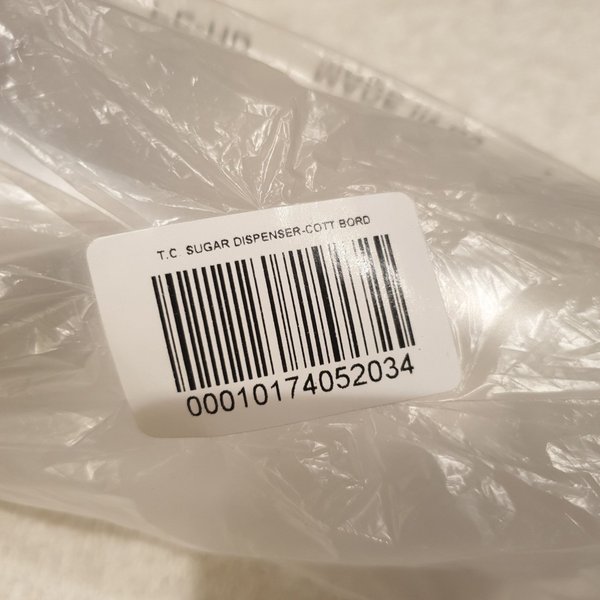 T.C SUGAR DISPENSER-COTT BORD
00010174052034